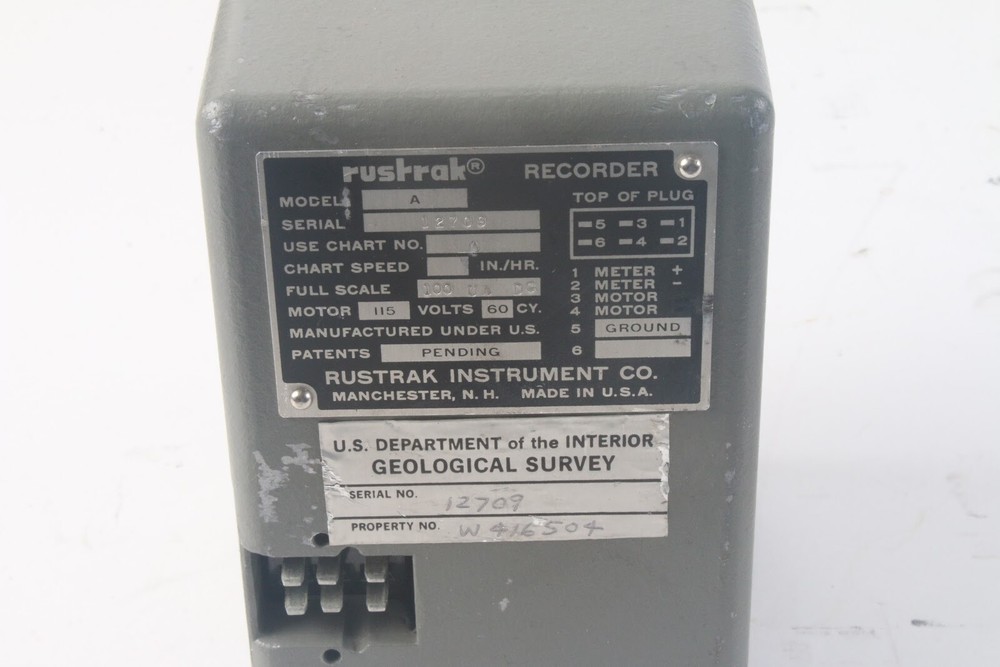 rustrak® RECORDER
MODEL A
SERIAL 12709
USE CHART NO. A
CHART SPEED IN./HR.
FULL SCALE 100 UA DC
MOTOR 115 VOLTS 60 CY.
MANUFACTURED UNDER U.S.
PATENTS PENDING
TOP OF PLUG
5 3 1
6 4 2
1 METER +
2 METER -
3 MOTOR
4 MOTOR
5 GROUND
6
RUSTRAK INSTRUMENT CO.
MANCHESTER, N.H. MADE IN U.S.A.
U.S. DEPARTMENT of the INTERIOR
GEOLOGICAL SURVEY
SERIAL NO. 12709
PROPERTY NO. W 416504